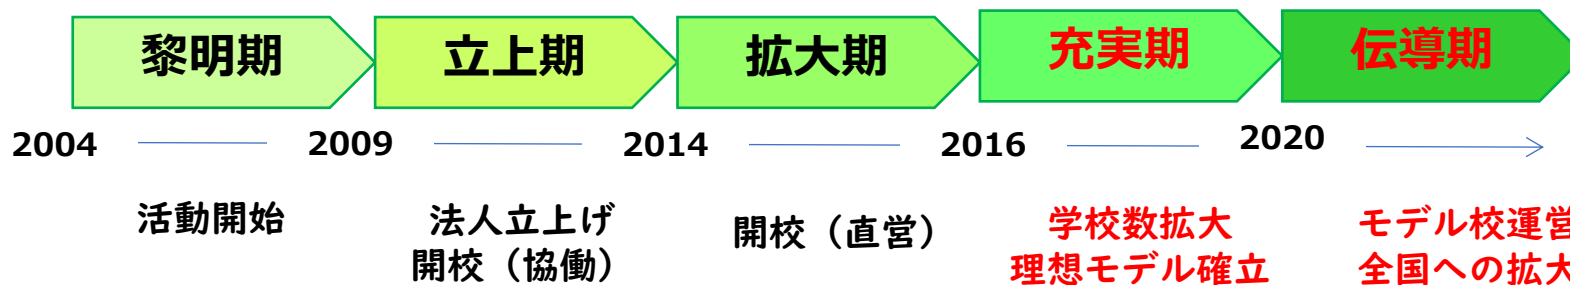 黎明期
立上期
拡大期
充実期
伝導期
2004
2009
2014
2016
2020
活動開始
法人立上げ
開校（協働）
開校（直営）
学校数拡大
理想モデル確立
モデル校運営
全国への拡大